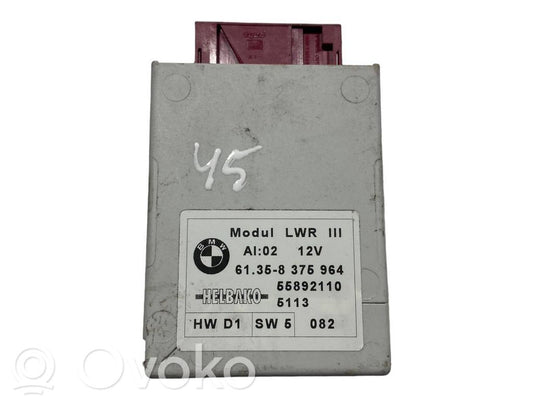 45
Modul LWR III
BMW
AI:02 12V
61.35-8 375 964
55892110
HELBAKO
5113
HW D1 SW 5 082
© Ovoko